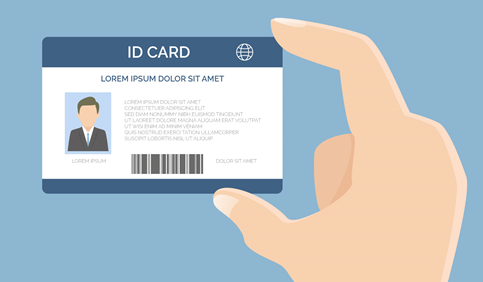 ID CARD
LOREM IPSUM DOLOR SIT AMET
LOREM IPSUM DOLOR SIT AMET
CONSECTETUER ADIPISCING ELIT
SED DIAM NONUMMY NIBH EUISMOD TINCIDUNT
UT LAOREET DOLORE MAGNA ALIQUAM ERAT VOLUTPAT
UT WISI ENIM AD MINIM VENIAM
QUIS NOSTRUD EXERCI TATION ULLAMCORPER
SUSCIPIT LOBORTIS NISL UT ALIQUIP
LOREM IPSUM
DOLOR SIT AMET